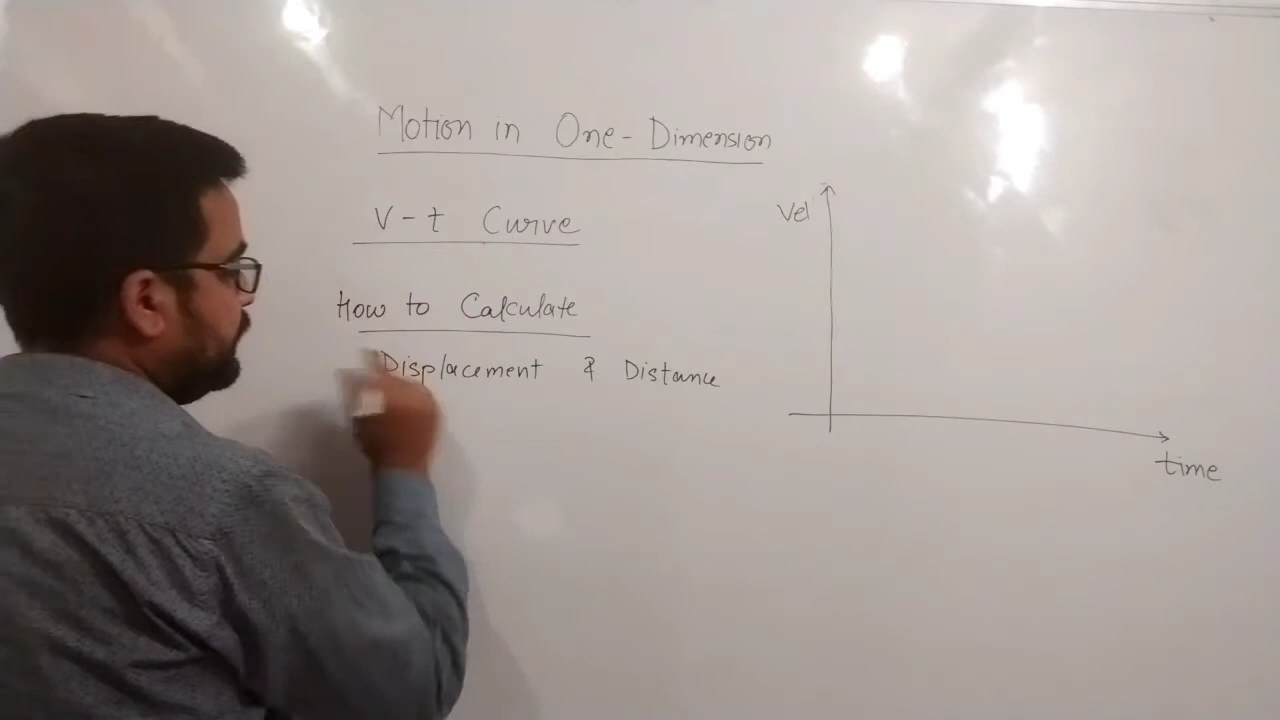 Motion in One-Dimension
v-t Curve
How to Calculate
Displacement & Distance
Vel
time